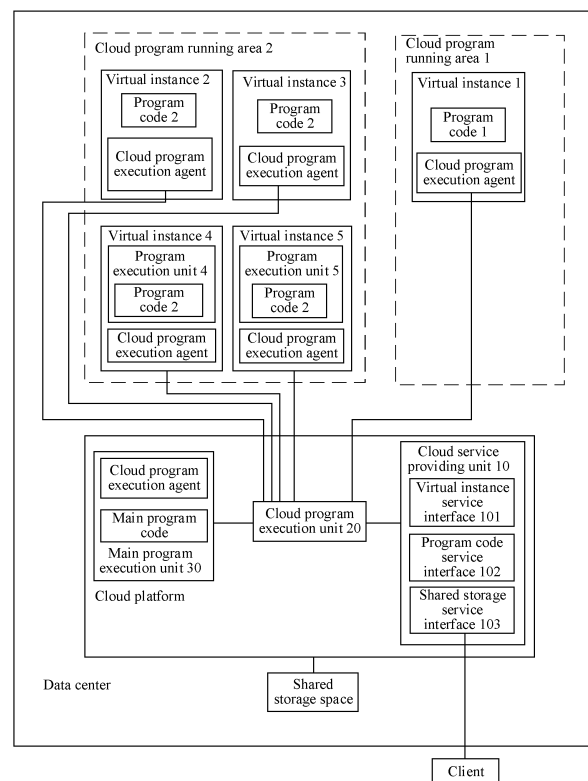 Cloud program running area 2
Virtual instance 2
Program
code 2
Cloud program
execution agent
Virtual instance 3
Program
code 2
Cloud program
execution agent
Virtual instance 4
Program
execution unit 4
Program
code 2
Cloud program
execution agent
Virtual instance 5
Program
execution unit 5
Program
code 2
Cloud program
execution agent
Cloud program
running area 1
Virtual instance 1
Program
code 1
Cloud program
execution agent
Cloud program
execution agent
Main program
code
Main program
execution unit 30
Cloud platform
Cloud program
execution unit 20
Cloud service
providing unit 10
Virtual instance
service
interface 101
Program code
service
interface 102
Shared storage
service
interface 103
Data center
Shared
storage space
Client